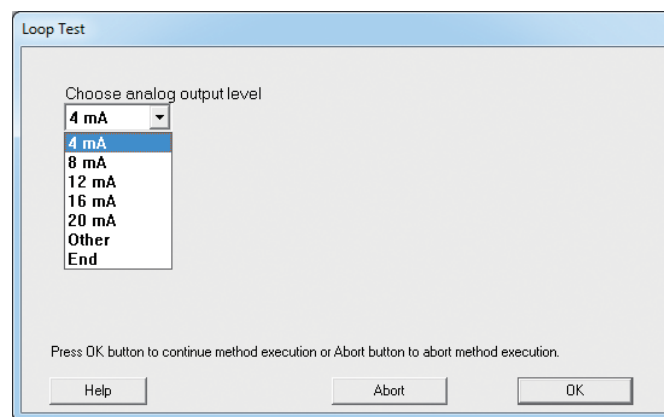 Loop Test
Choose analog output level
4 mA
4 mA
8 mA
12 mA
16 mA
20 mA
Other
End
Press OK button to continue method execution or Abort button to abort method execution.
Help
Abort
OK